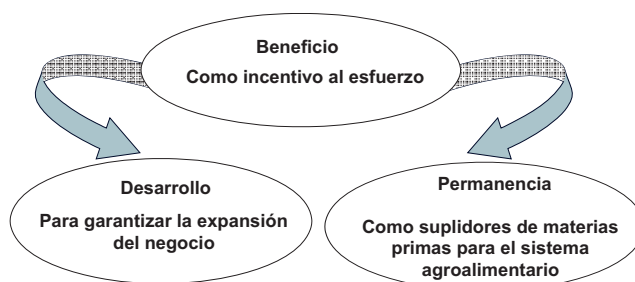 Beneficio
Como incentivo al esfuerzo
Desarrollo
Para garantizar la expansión
del negocio
Permanencia
Como suplidores de materias
primas para el sistema
agroalimentario